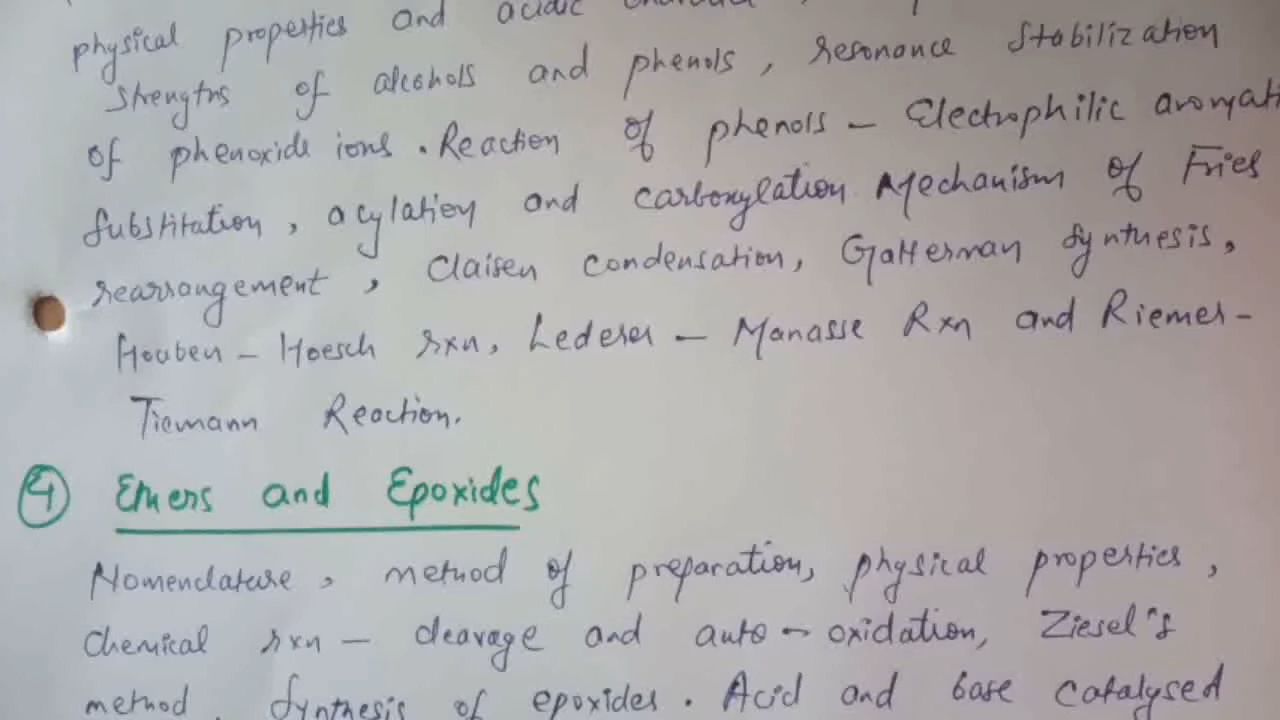 physical properties and acidic
Strengths of alcohols and phenols, resonance Stabilization
of phenoxide ions. Reaction of phenols - Electrophilic aromati
Substitution, acylation and carboxylation Mechanism of Fries
rearrangement, Claisen condensation, Gatterman Synthesis,
Houben - Hoesch rxn, Lederer - Manasse Rxn and Riemer-
Tiemann Reaction.
4 Ethers and Epoxides
Nomenclature, method of preparation, physical properties,
Chemical rxn - cleavage and auto-oxidation, Ziesel's
method, Synthesis of epoxides. Acid and base catalysed